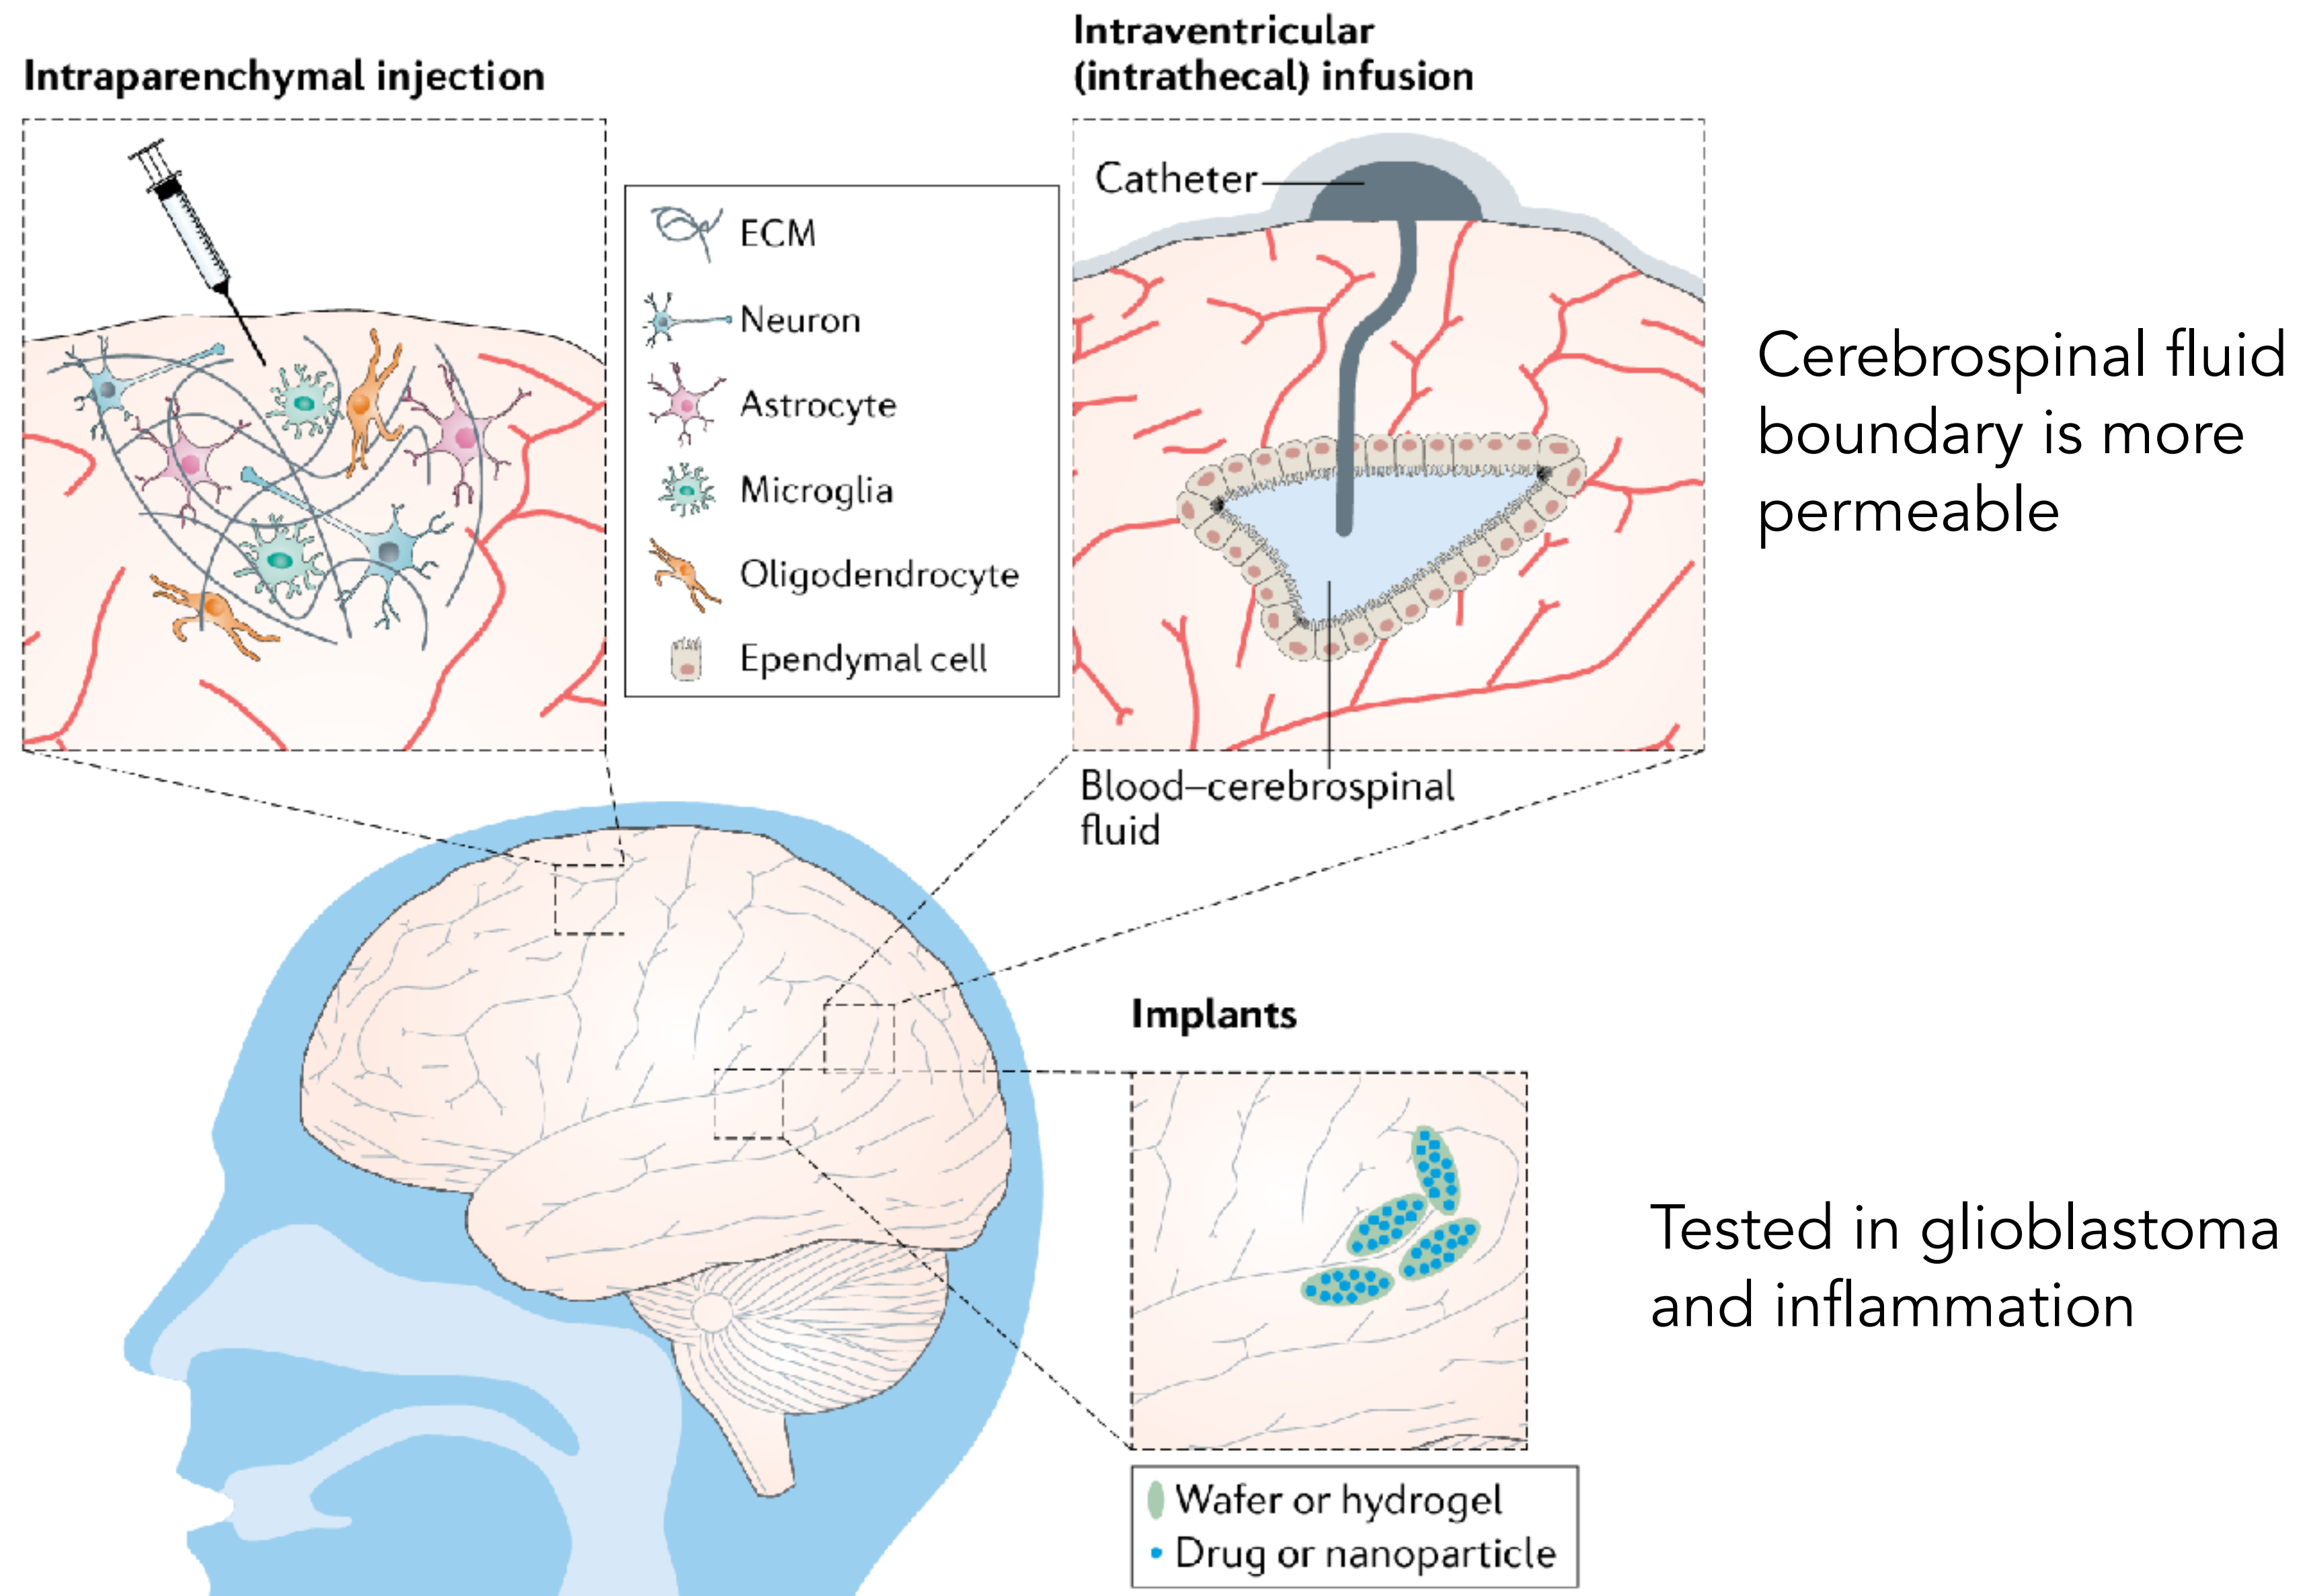 Intraparenchymal injection
Intraventricular
(intrathecal) infusion
ECM
Neuron
Astrocyte
Microglia
Oligodendrocyte
Ependymal cell
Catheter
Blood–cerebrospinal
fluid
Cerebrospinal fluid
boundary is more
permeable
Implants
Wafer or hydrogel
Drug or nanoparticle
Tested in glioblastoma
and inflammation